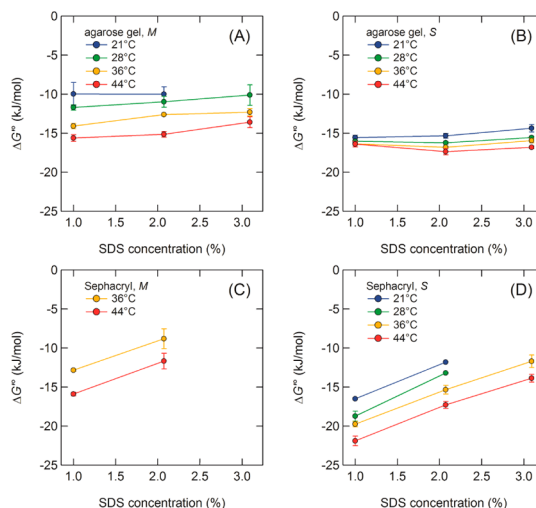 agarose gel, M
21°C
28°C
36°C
44°C
(A)
0
-5
-10
-15
-20
-25
ΔG'° (kJ/mol)
1.0 1.5 2.0 2.5 3.0
SDS concentration (%)
agarose gel, S
21°C
28°C
36°C
44°C
(B)
0
-5
-10
-15
-20
-25
ΔG'° (kJ/mol)
1.0 1.5 2.0 2.5 3.0
SDS concentration (%)
Sephacryl, M
36°C
44°C
(C)
0
-5
-10
-15
-20
-25
ΔG'° (kJ/mol)
1.0 1.5 2.0 2.5 3.0
SDS concentration (%)
Sephacryl, S
21°C
28°C
36°C
44°C
(D)
0
-5
-10
-15
-20
-25
ΔG'° (kJ/mol)
1.0 1.5 2.0 2.5 3.0
SDS concentration (%)